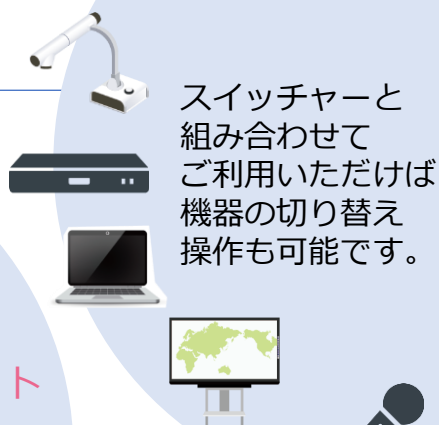 スイッチャーと
組み合わせて
ご利用いただけば
機器の切り替え
操作も可能です。
ト